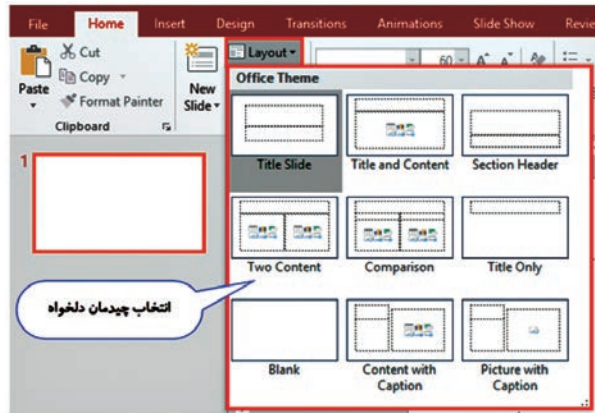 File Home Insert Design Transitions Animations Slide Show Revie
Cut
Copy
Format Painter
Paste
New
Slide
Clipboard
Layout
60
Office Theme
Title Slide
Title and Content
Section Header
Two Content
Comparison
Title Only
Blank
Content with
Caption
Picture with
Caption
1
انتخاب چیدمان دلخواه